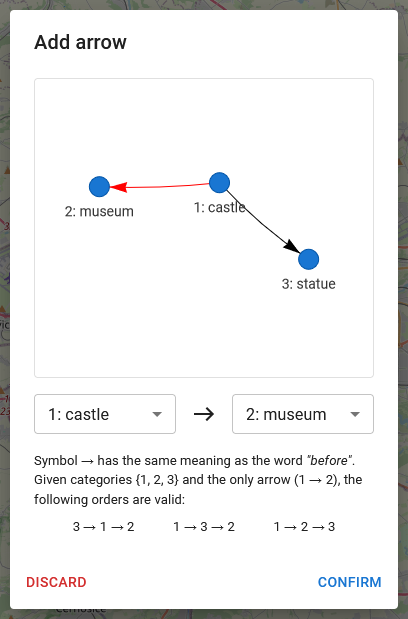 Add arrow
2: museum
1: castle
3: statue
1: castle → 2: museum
Symbol → has the same meaning as the word "before".
Given categories {1, 2, 3} and the only arrow (1 → 2), the
following orders are valid:
3 → 1 → 2 1 → 3 → 2 1 → 2 → 3
DISCARD CONFIRM